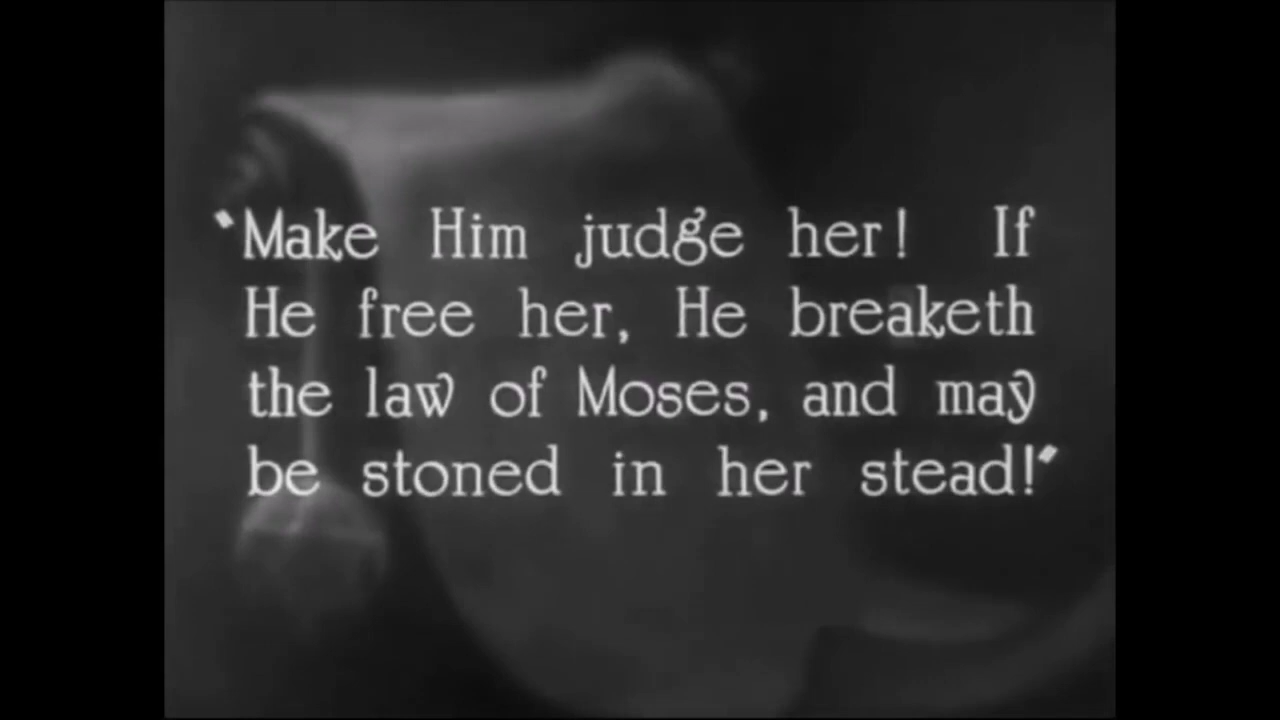 "Make Him judge her! If
He free her, He breaketh
the law of Moses, and may
be stoned in her stead!"